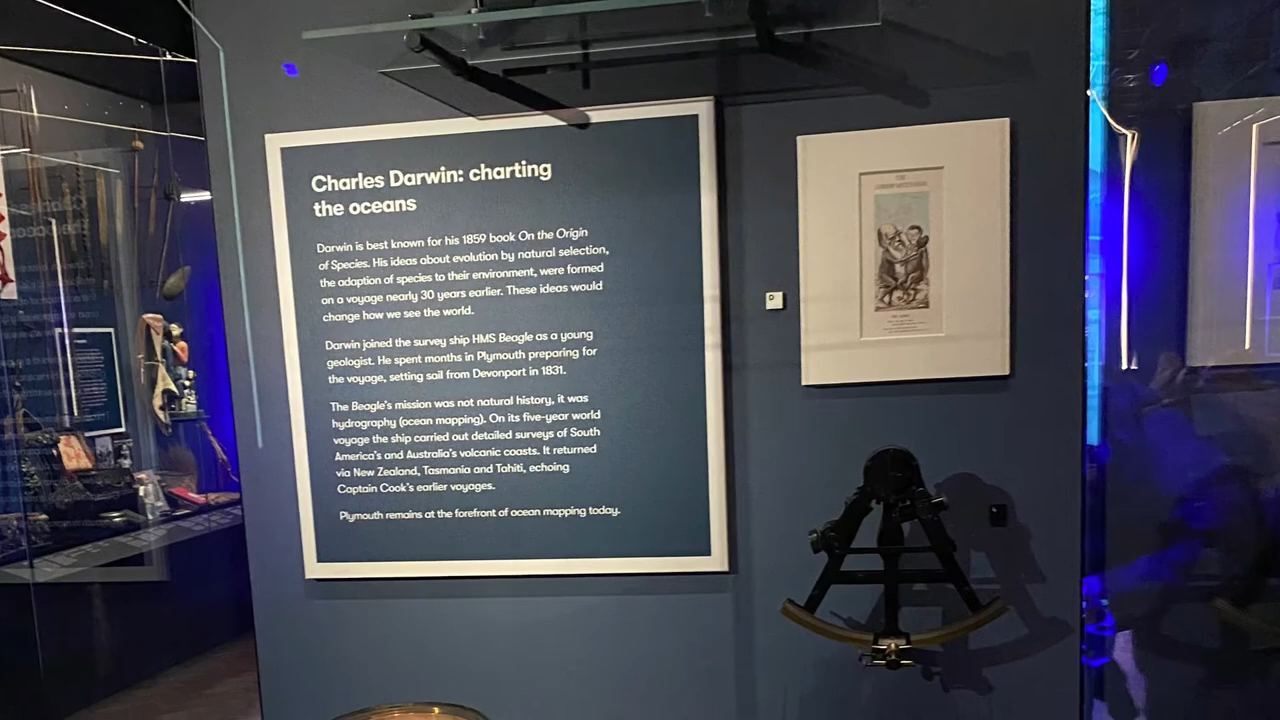 Charles Darwin: charting
the oceans
Darwin is best known for his 1859 book On the Origin
of Species. His ideas about evolution by natural selection,
the adaption of species to their environment, were formed
on a voyage nearly 30 years earlier. These ideas would
change how we see the world.
Darwin joined the survey ship HMS Beagle as a young
geologist. He spent months in Plymouth preparing for
the voyage, setting sail from Devonport in 1831.
The Beagle's mission was not natural history, it was
hydrography (ocean mapping). On its five-year world
voyage the ship carried out detailed surveys of South
America's and Australia's volcanic coasts. It returned
via New Zealand, Tasmania and Tahiti, echoing
Captain Cook's earlier voyages.
Plymouth remains at the forefront of ocean mapping today.
THE